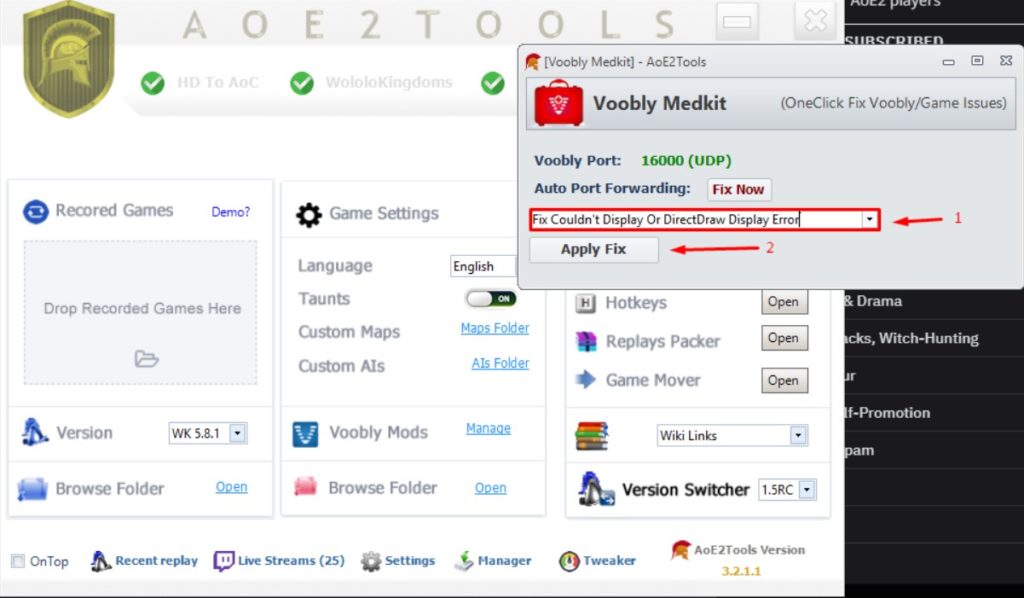 AOE2TOOLS
AoE2 players
SUBSCRIBED
HD To AoC
WololoKingdoms
[Voobly Medkit] - AoE2Tools
Voobly Medkit
(OneClick Fix Voobly/Game Issues)
Voobly Port: 16000 (UDP)
Auto Port Forwarding: Fix Now
Fix Couldn't Display Or DirectDraw Display Error
1
Apply Fix
2
Recored Games
Demo?
Drop Recorded Games Here
Version
WK 5.8.1
Browse Folder
Open
Game Settings
Language
English
Taunts
ON
Custom Maps
Maps Folder
Custom AIs
AIs Folder
Voobly Mods
Manage
Browse Folder
Open
H
Hotkeys
Open
Replays Packer
Open
Game Mover
Open
Wiki Links
Version Switcher
1.5RC
& Drama
acks, Witch-Hunting
ur
lf-Promotion
pam
OnTop
Recent replay
Live Streams (25)
Settings
Manager
Tweaker
AoE2Tools Version
3.2.1.1